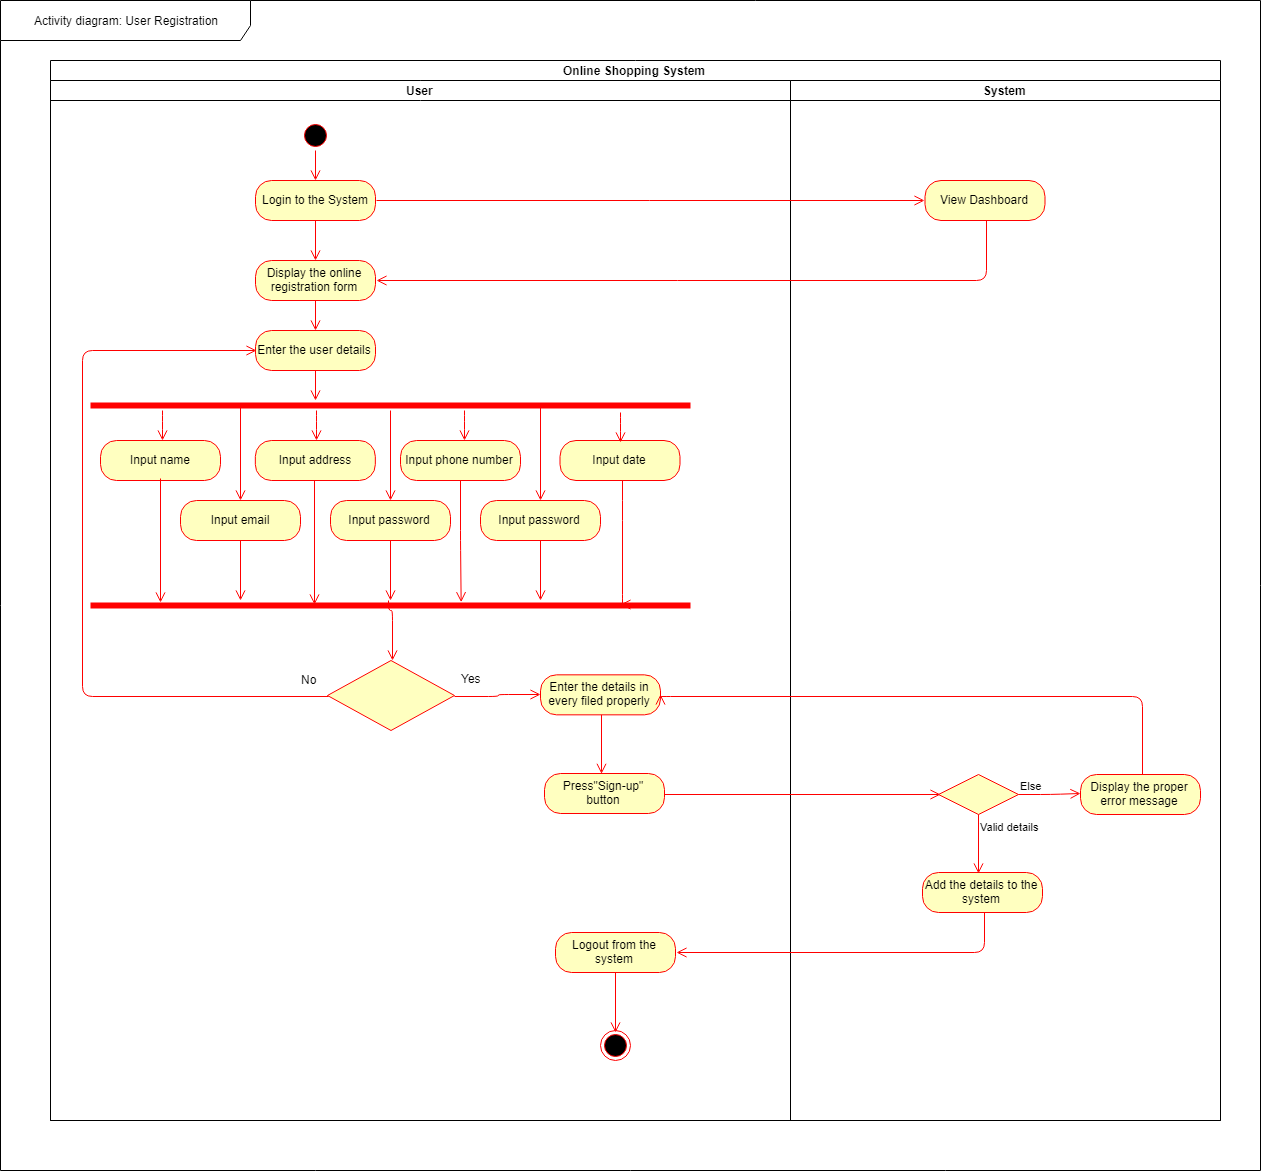 Activity diagram: User Registration
Online Shopping System
User
System
Login to the System
View Dashboard
Display the online
registration form
Enter the user details
Input name
Input address
Input phone number
Input date
Input email
Input password
Input password
No
Yes
Enter the details in
every filed properly
Press"Sign-up"
button
Else
Display the proper
error message
Valid details
Add the details to the
system
Logout from the
system